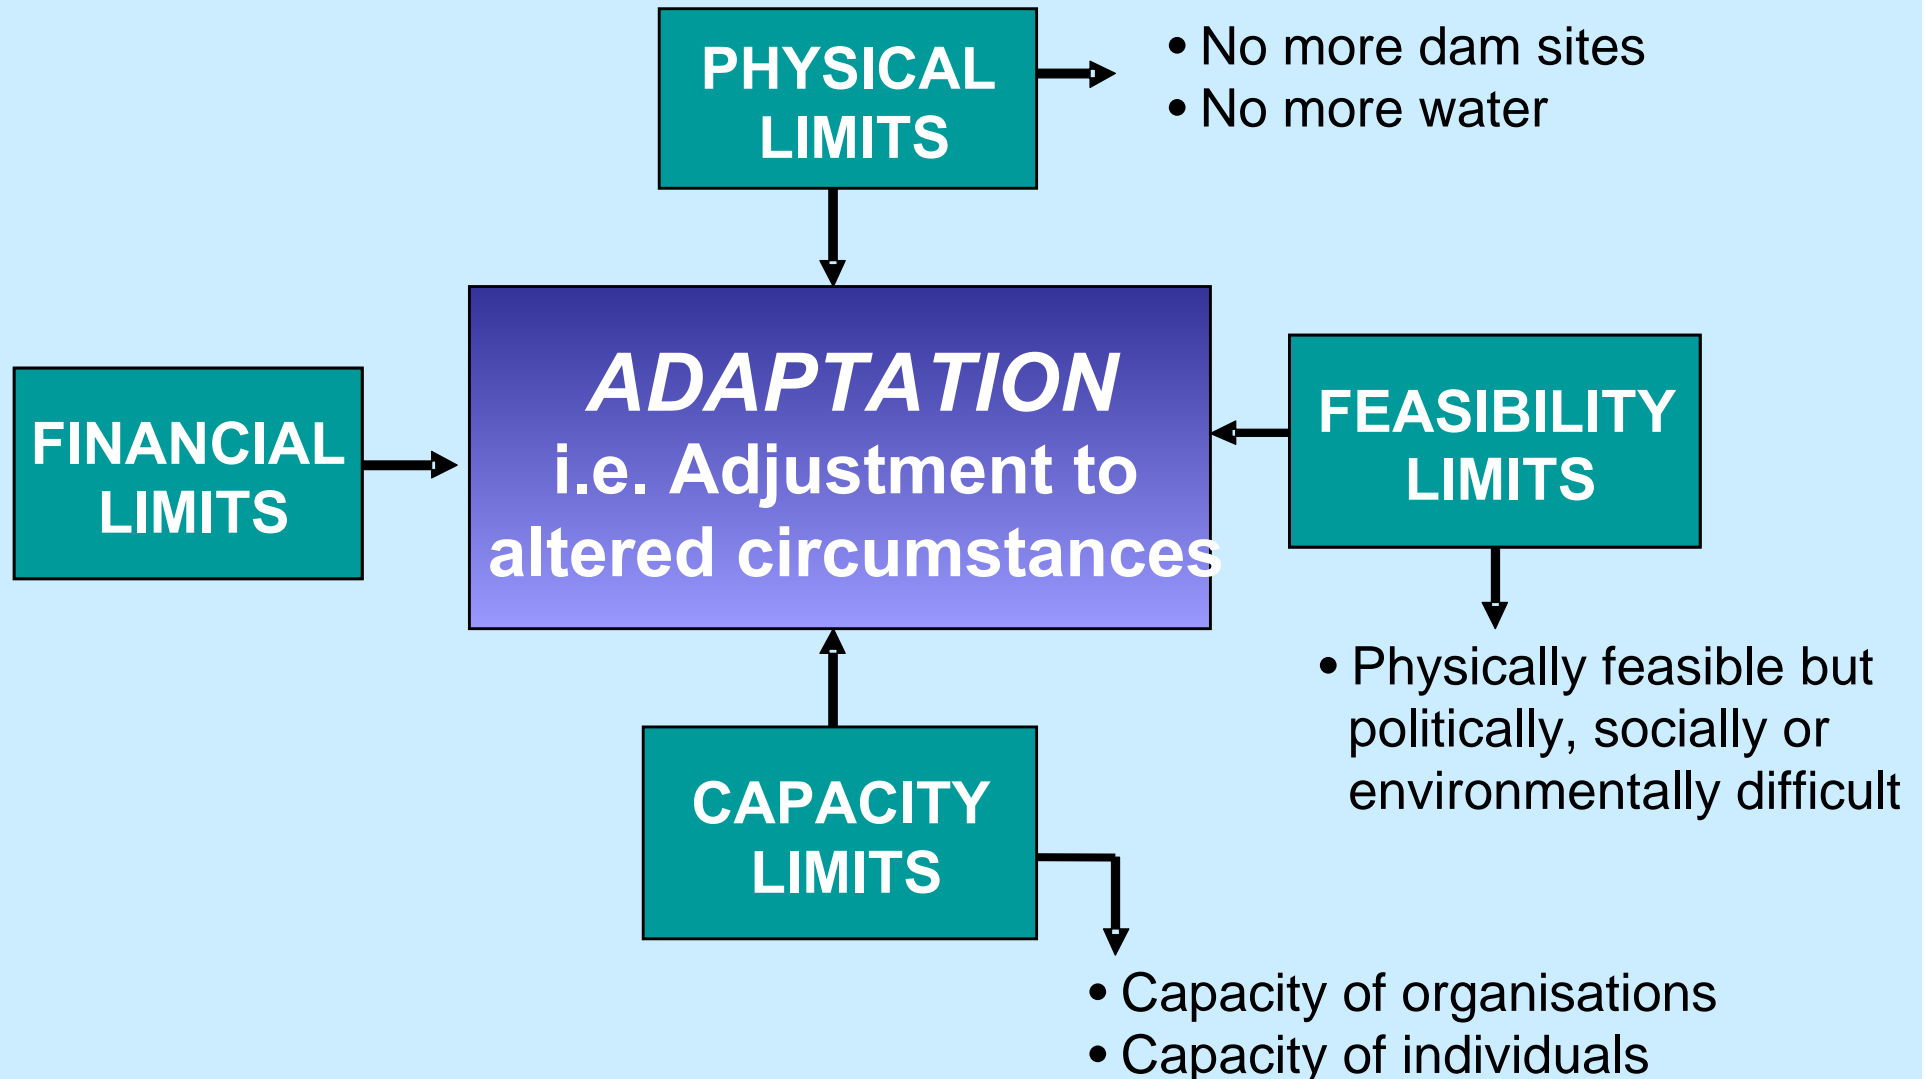 PHYSICAL
LIMITS
• No more dam sites
• No more water
ADAPTATION
i.e. Adjustment to
altered circumstances
FINANCIAL
LIMITS
FEASIBILITY
LIMITS
• Physically feasible but
politically, socially or
environmentally difficult
CAPACITY
LIMITS
• Capacity of organisations
• Capacity of individuals